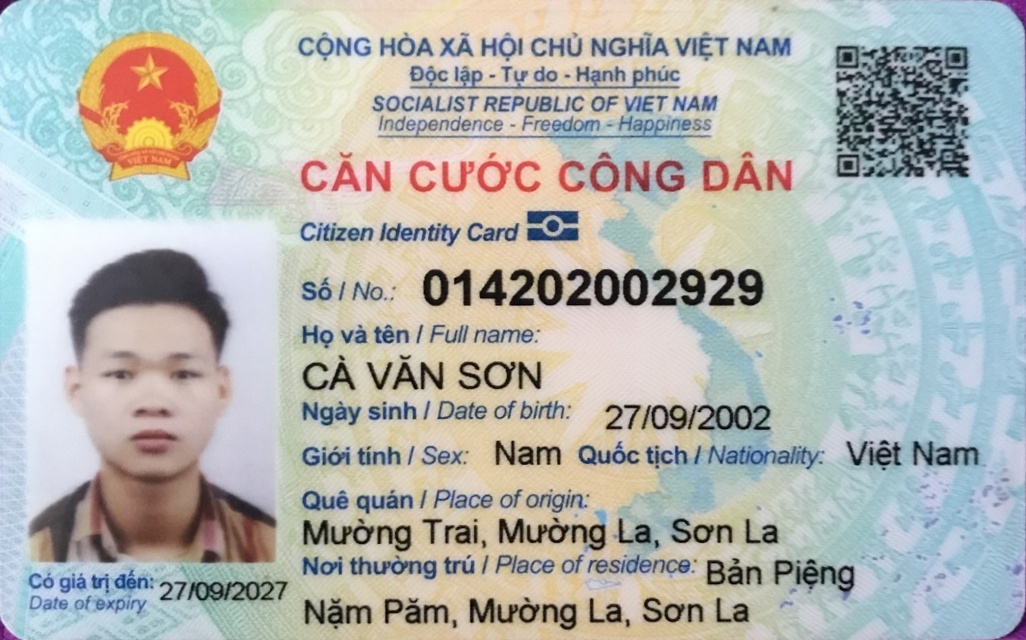 CỘNG HÒA XÃ HỘI CHỦ NGHĨA VIỆT NAM
Độc lập - Tự do - Hạnh phúc
SOCIALIST REPUBLIC OF VIET NAM
Independence - Freedom - Happiness
CĂN CƯỚC CÔNG DÂN
Citizen Identity Card
VIỆT NAM
Số / No.: 014202002929
Họ và tên / Full name:
CÀ VĂN SƠN
Ngày sinh / Date of birth: 27/09/2002
Giới tính / Sex: Nam Quốc tịch / Nationality: Việt Nam
Quê quán / Place of origin:
Mường Trai, Mường La, Sơn La
Nơi thường trú / Place of residence: Bản Piệng
Nặm Păm, Mường La, Sơn La
Có giá trị đến: 27/09/2027
Date of expiry